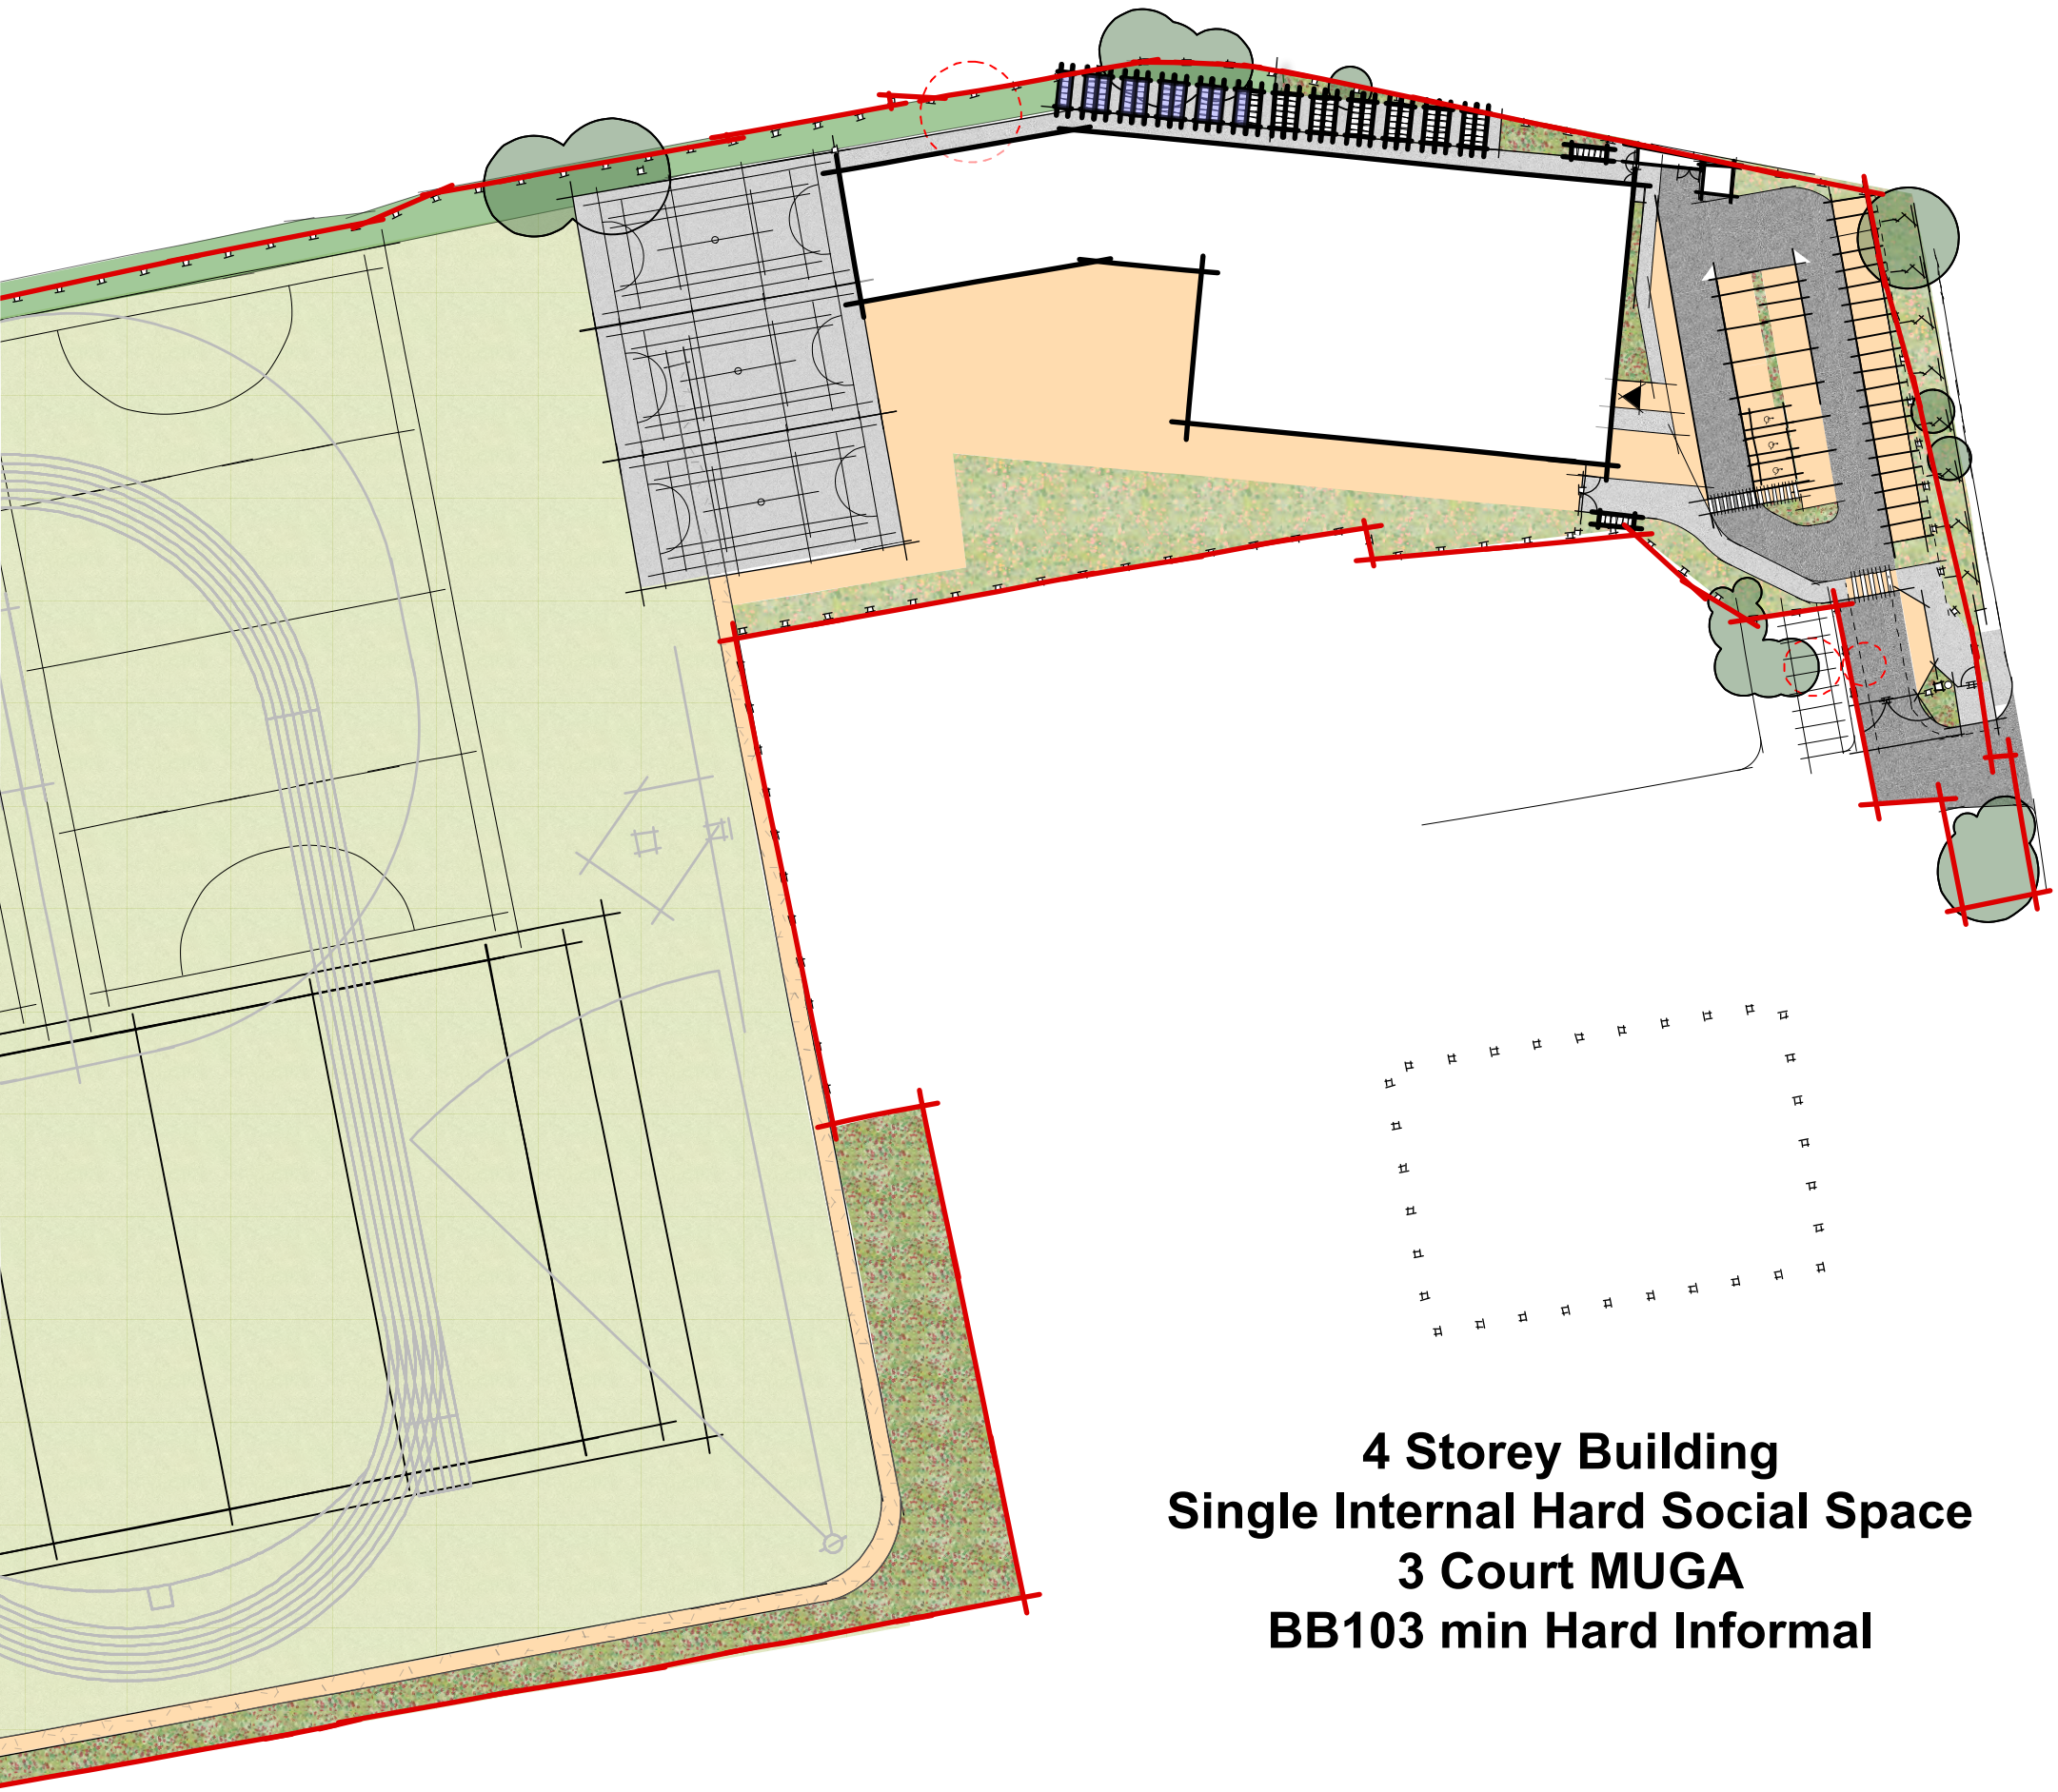 4 Storey Building
Single Internal Hard Social Space
3 Court MUGA
BB103 min Hard Informal